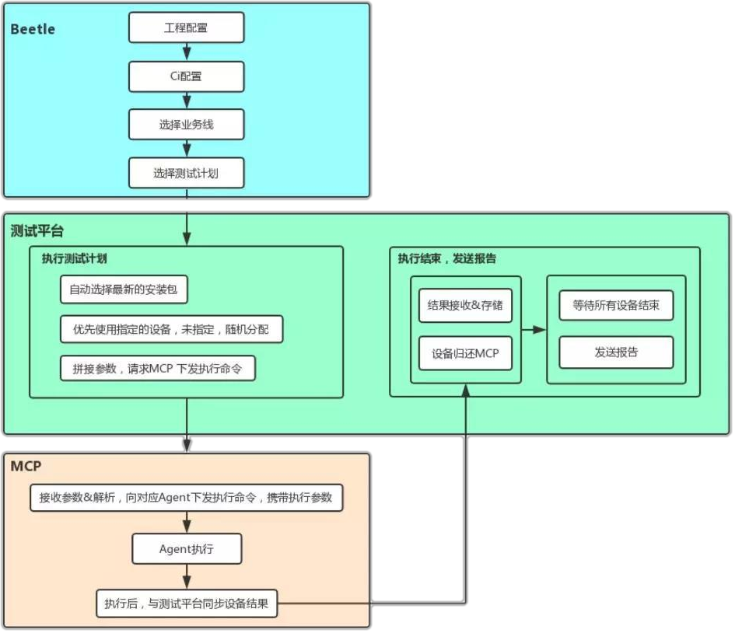 Beetle
工程配置
Ci配置
选择业务线
选择测试计划
测试平台
执行测试计划
自动选择最新的安装包
优先使用指定的设备，未指定，随机分配
拼接参数，请求MCP 下发执行命令
执行结束，发送报告
结果接收&存储
设备归还MCP
等待所有设备结束
发送报告
MCP
接收参数&解析，向对应Agent下发执行命令，携带执行参数
Agent执行
执行后，与测试平台同步设备结果